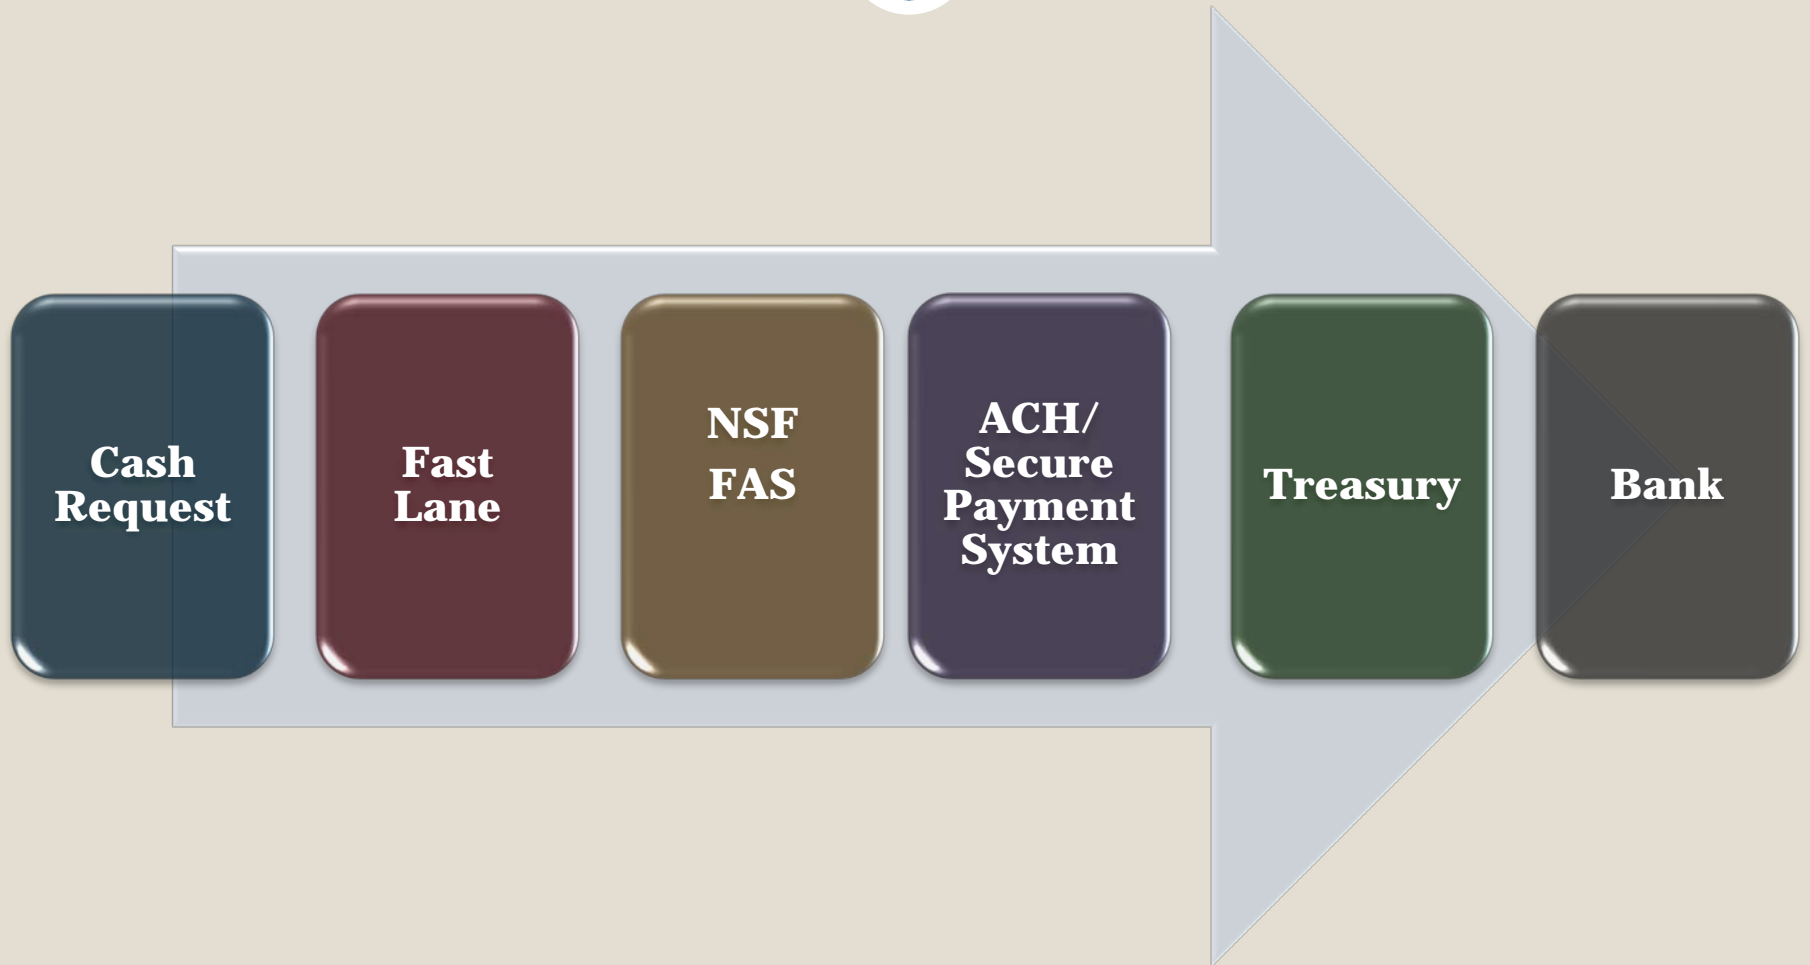 Cash
Request
Fast
Lane
NSF
FAS
ACH/
Secure
Payment
System
Treasury
Bank